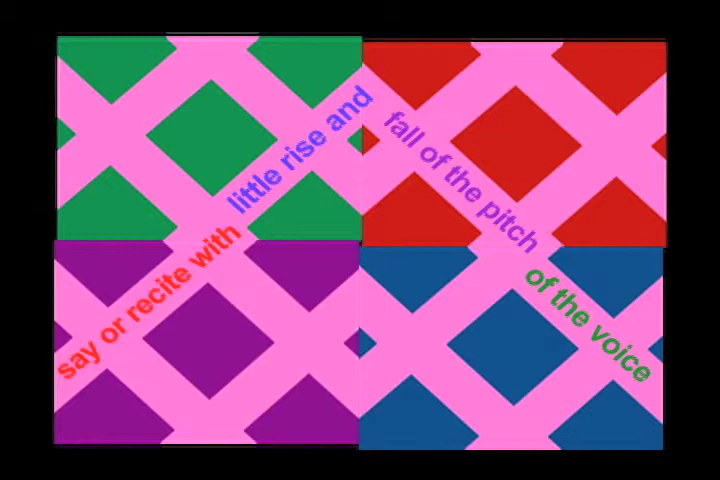 say or recite with
little rise and
fall of the pitch
of the voice